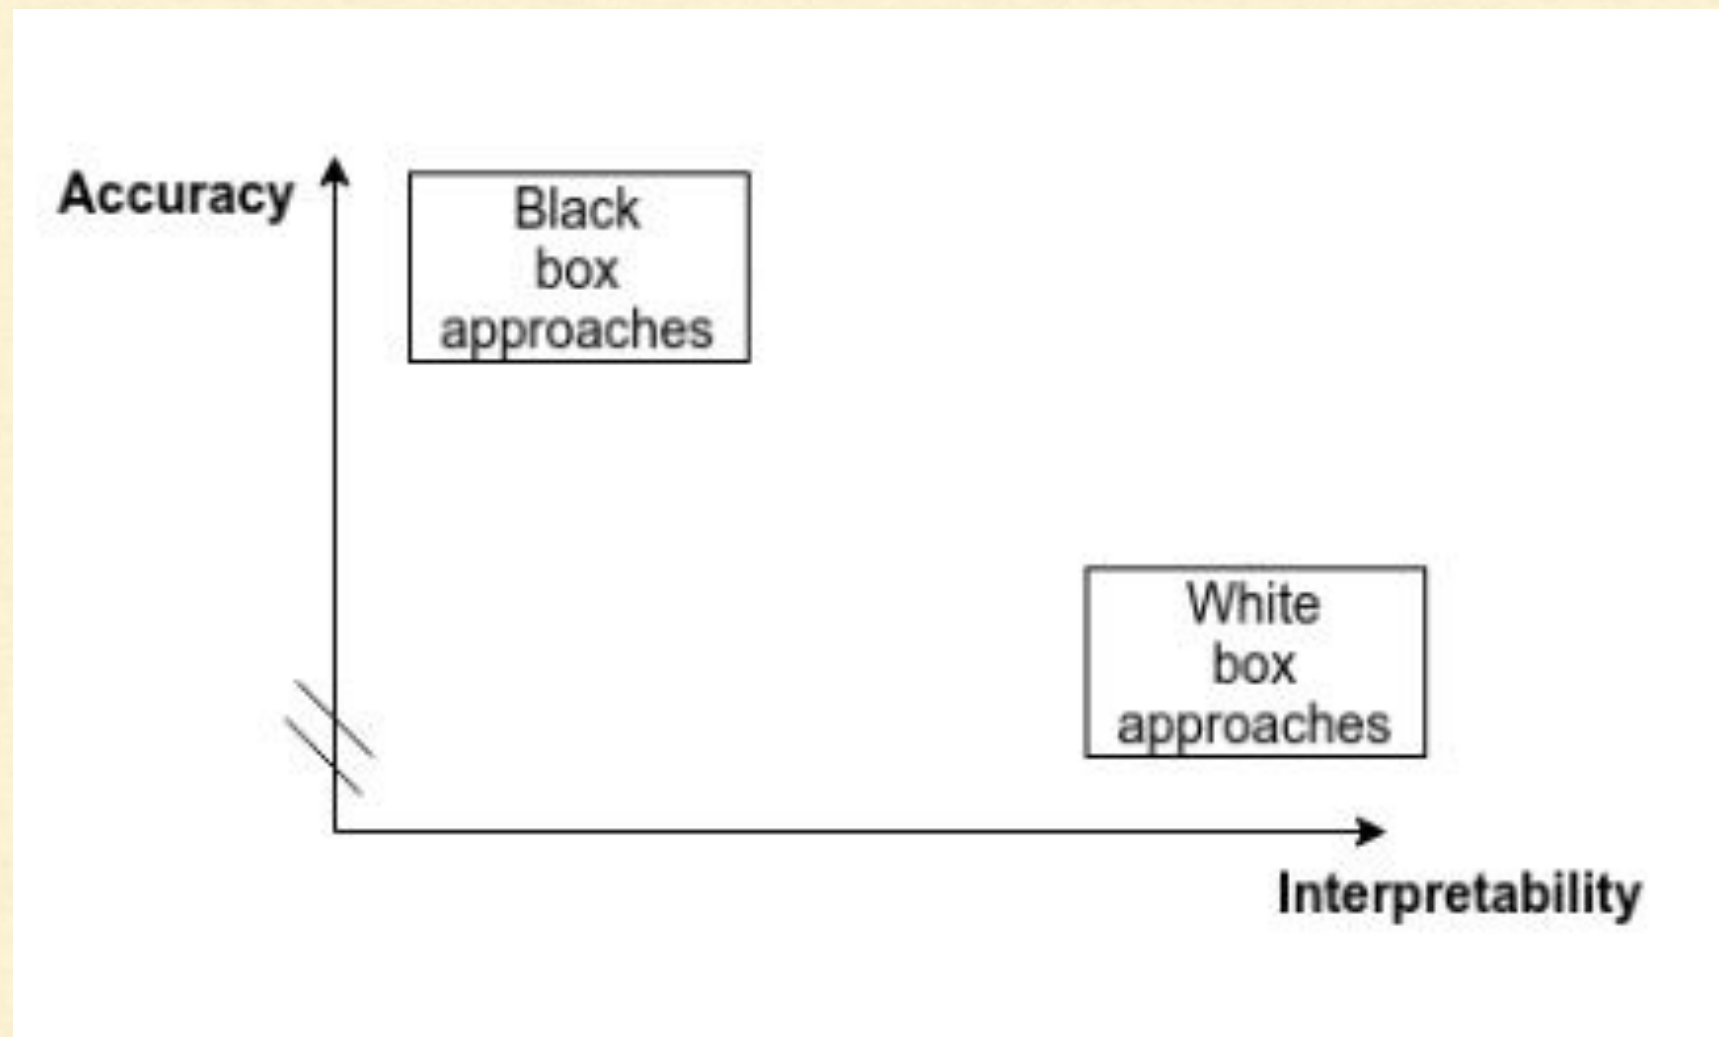 Accuracy
Black
box
approaches
White
box
approaches
Interpretability